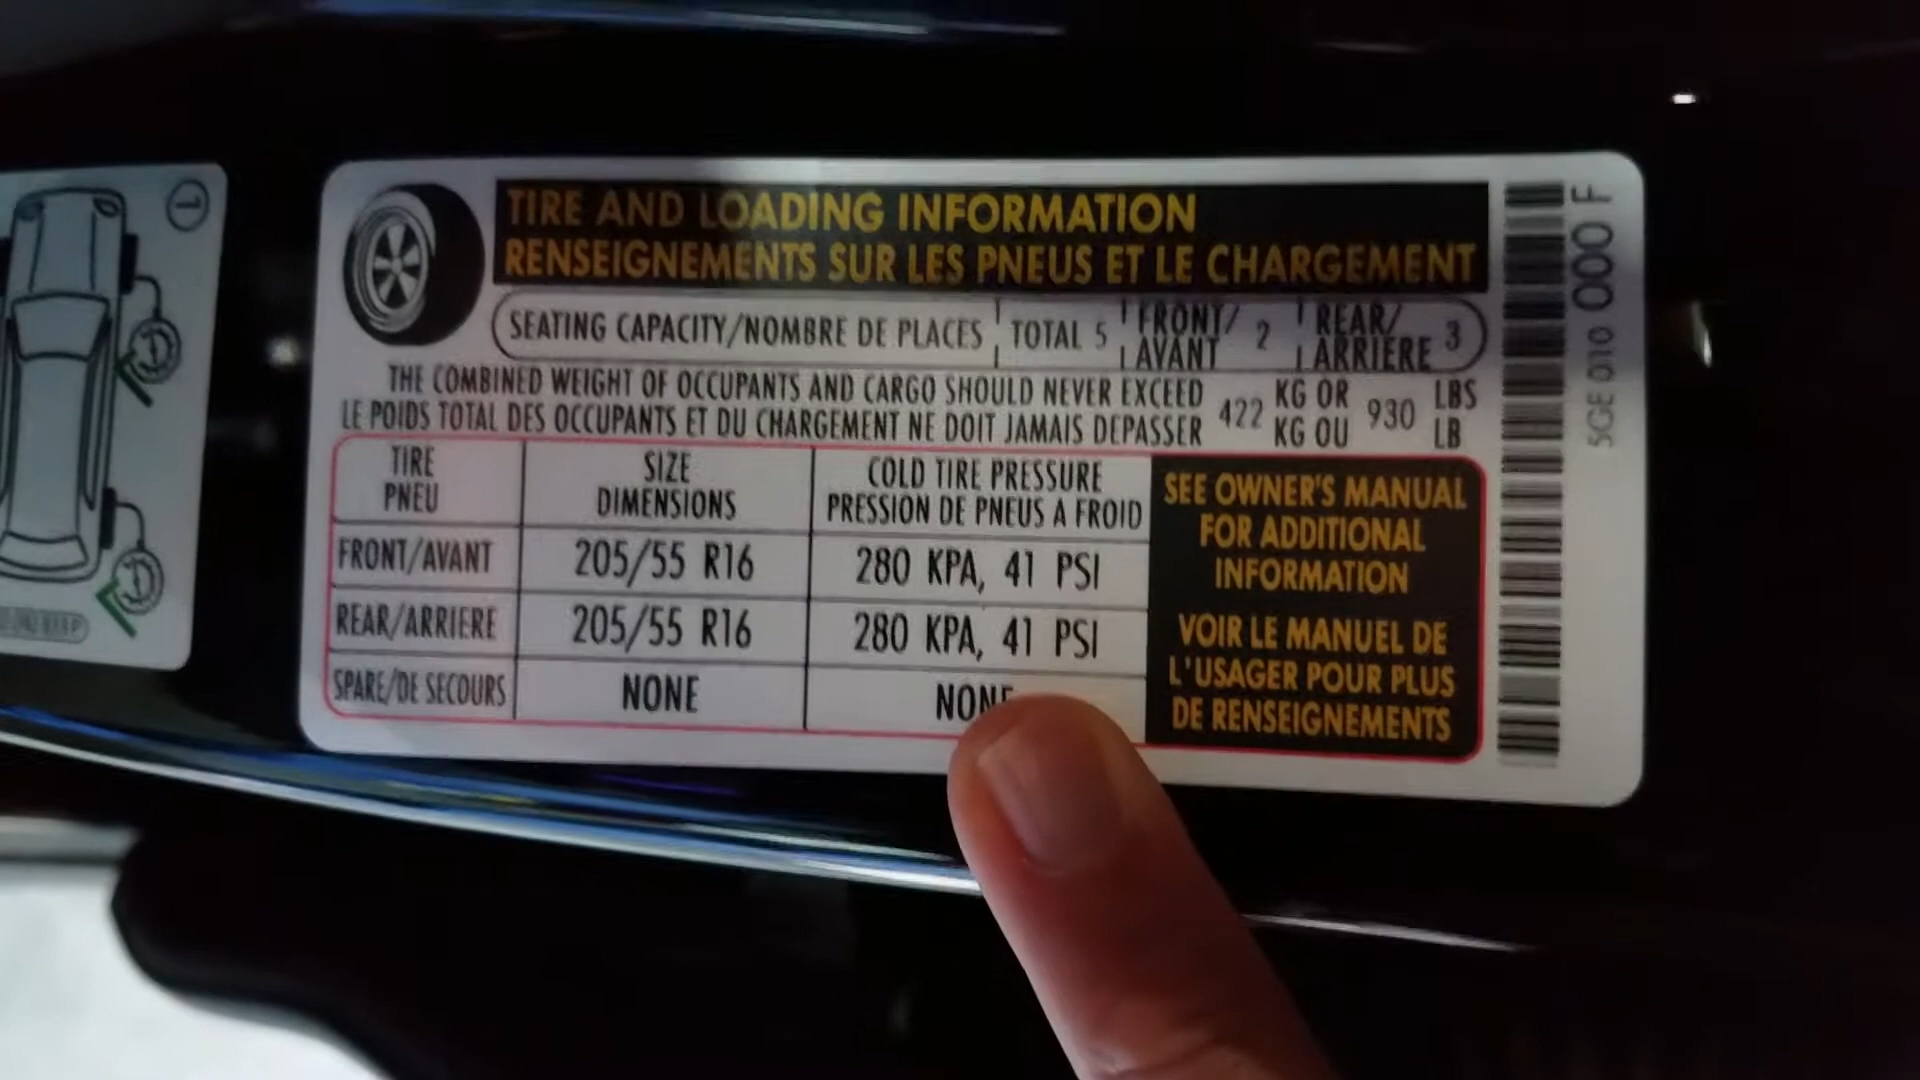 TIRE AND LOADING INFORMATION
RENSEIGNEMENTS SUR LES PNEUS ET LE CHARGEMENT
SEATING CAPACITY/NOMBRE DE PLACES TOTAL 5 FRONT/AVANT 2 REAR/ARRIERE 3
THE COMBINED WEIGHT OF OCCUPANTS AND CARGO SHOULD NEVER EXCEED 422 KG OR 930 LBS
LE POIDS TOTAL DES OCCUPANTS ET DU CHARGEMENT NE DOIT JAMAIS DEPASSER KG OU LB
TIRE SIZE COLD TIRE PRESSURE
PNEU DIMENSIONS PRESSION DE PNEUS A FROID
FRONT/AVANT 205/55 R16 280 KPA, 41 PSI
REAR/ARRIERE 205/55 R16 280 KPA, 41 PSI
SPARE/DE SECOURS NONE NONE
SEE OWNER'S MANUAL
FOR ADDITIONAL
INFORMATION
VOIR LE MANUEL DE
L'USAGER POUR PLUS
DE RENSEIGNEMENTS
5GE 010 000 F
1